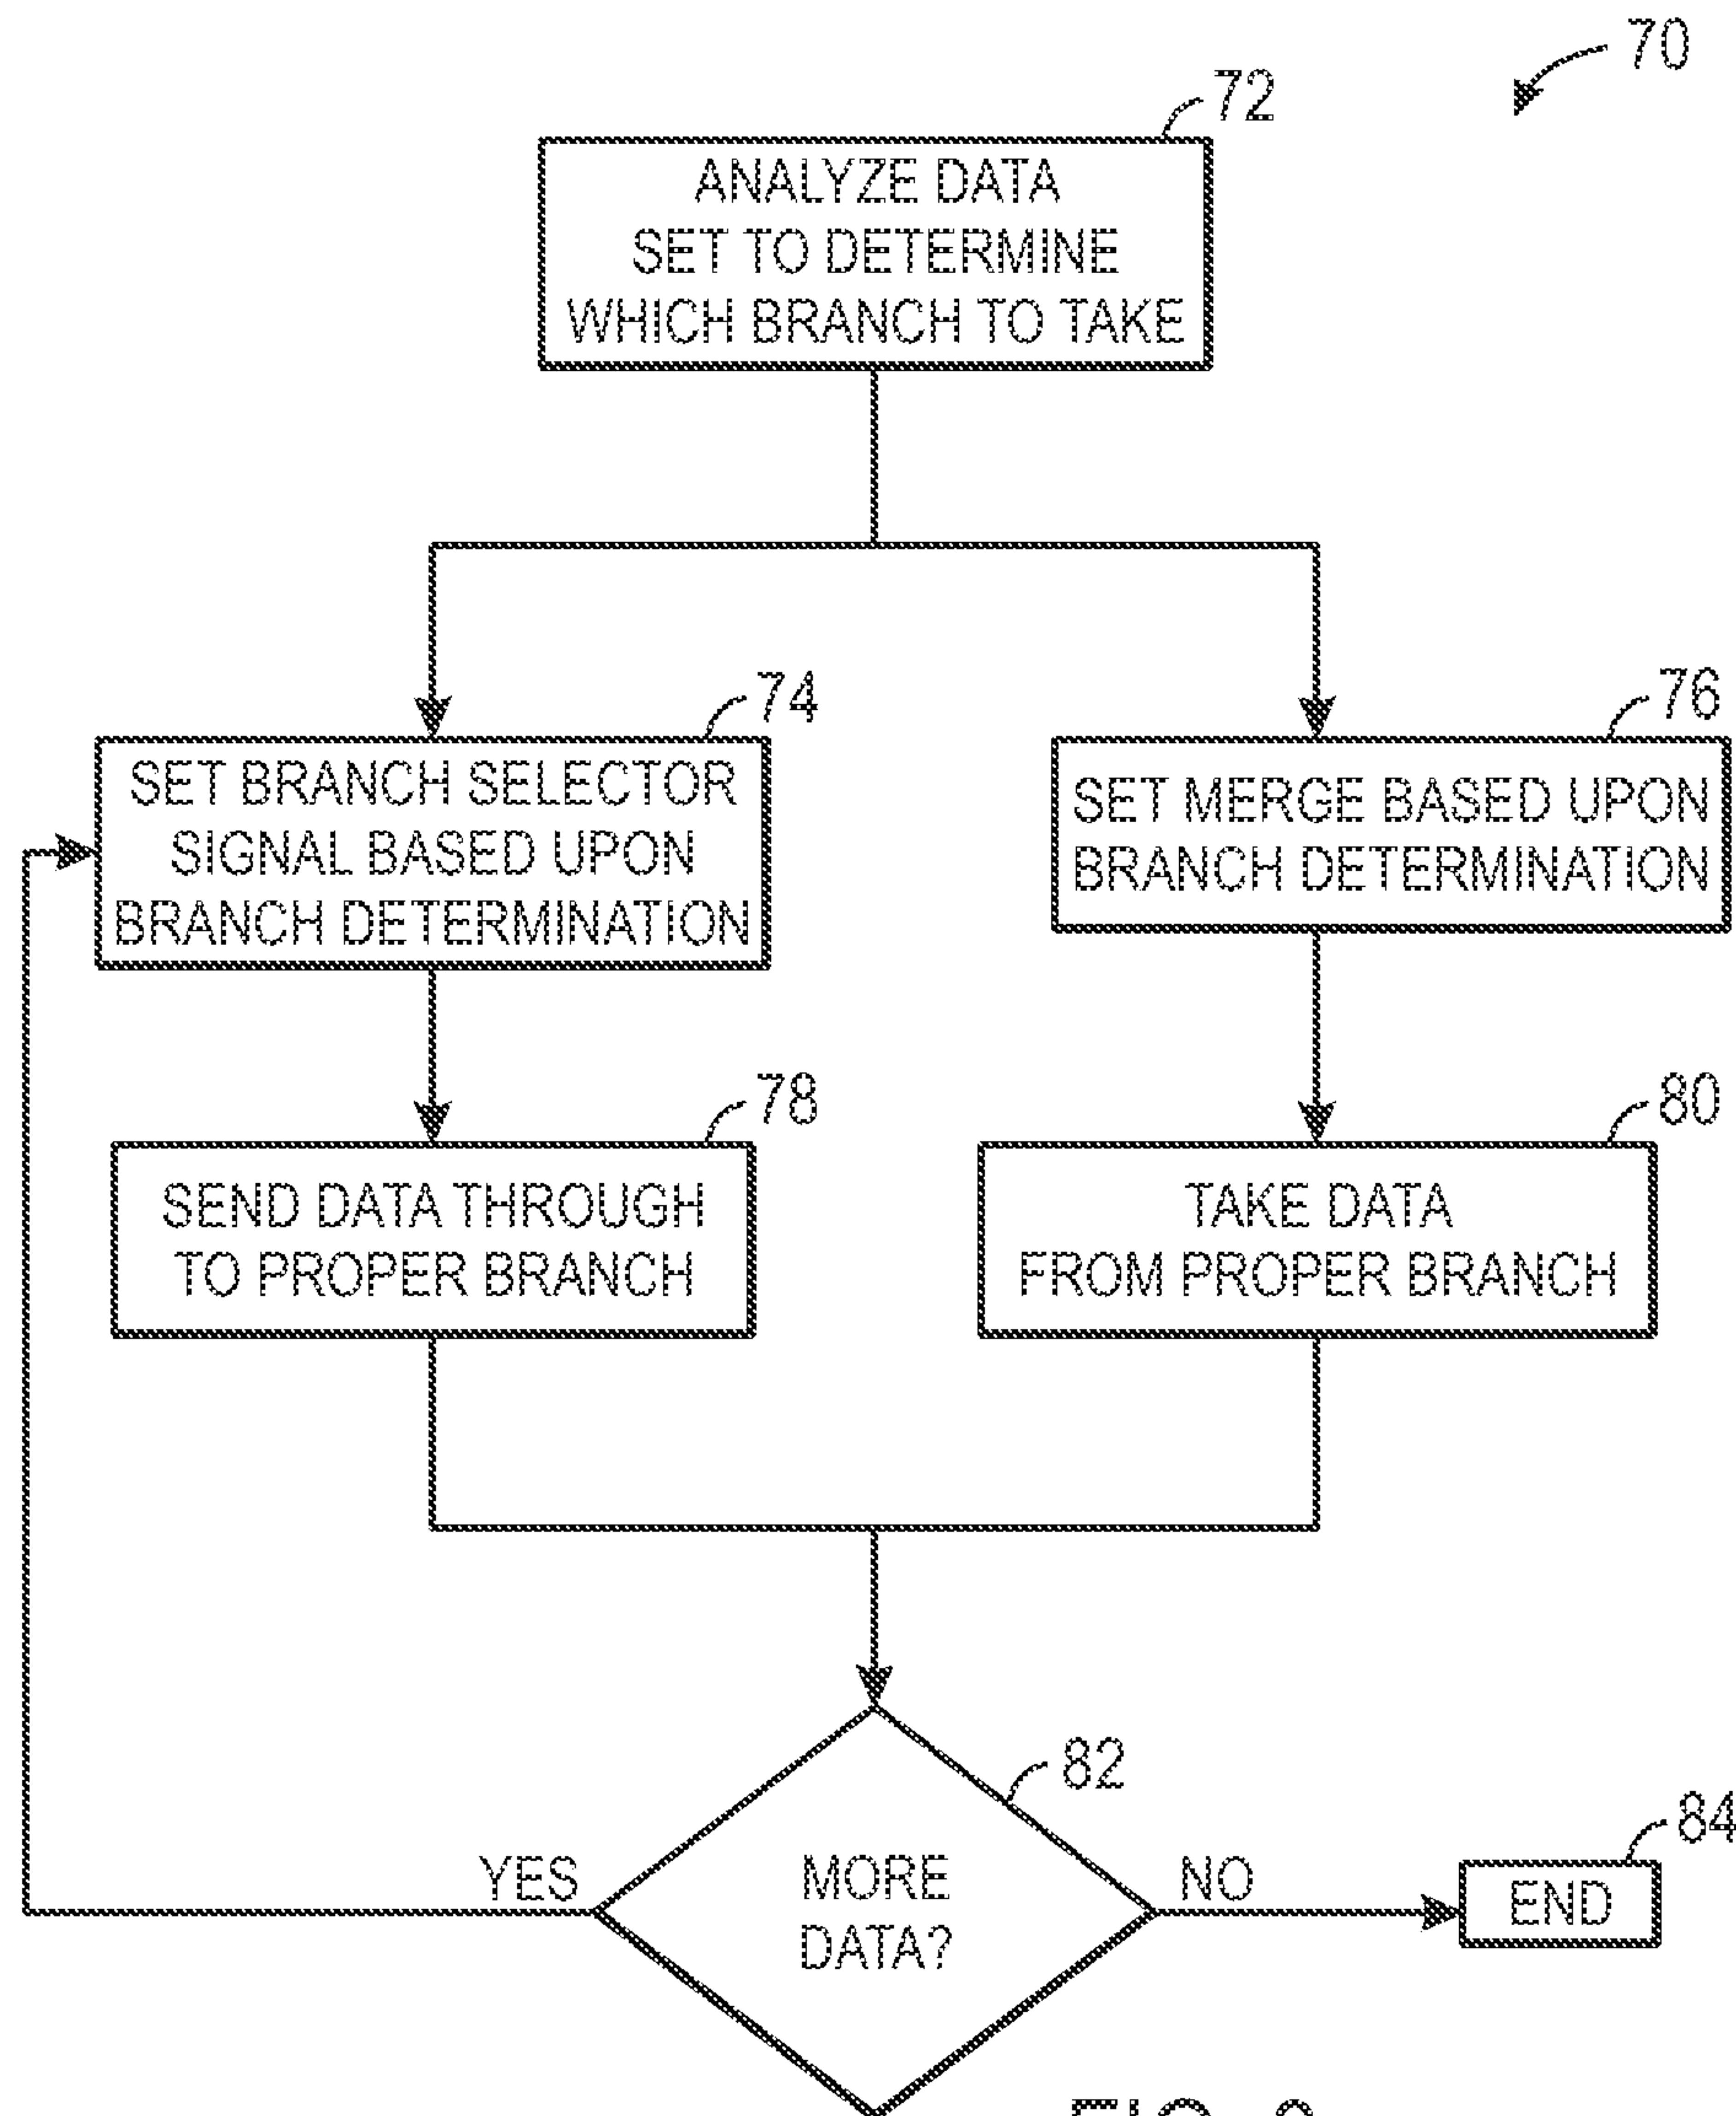 70
72
ANALYZE DATA
SET TO DETERMINE
WHICH BRANCH TO TAKE
74
SET BRANCH SELECTOR
SIGNAL BASED UPON
BRANCH DETERMINATION
76
SET MERGE BASED UPON
BRANCH DETERMINATION
78
SEND DATA THROUGH
TO PROPER BRANCH
80
TAKE DATA
FROM PROPER BRANCH
82
MORE
DATA?
YES
NO
84
END